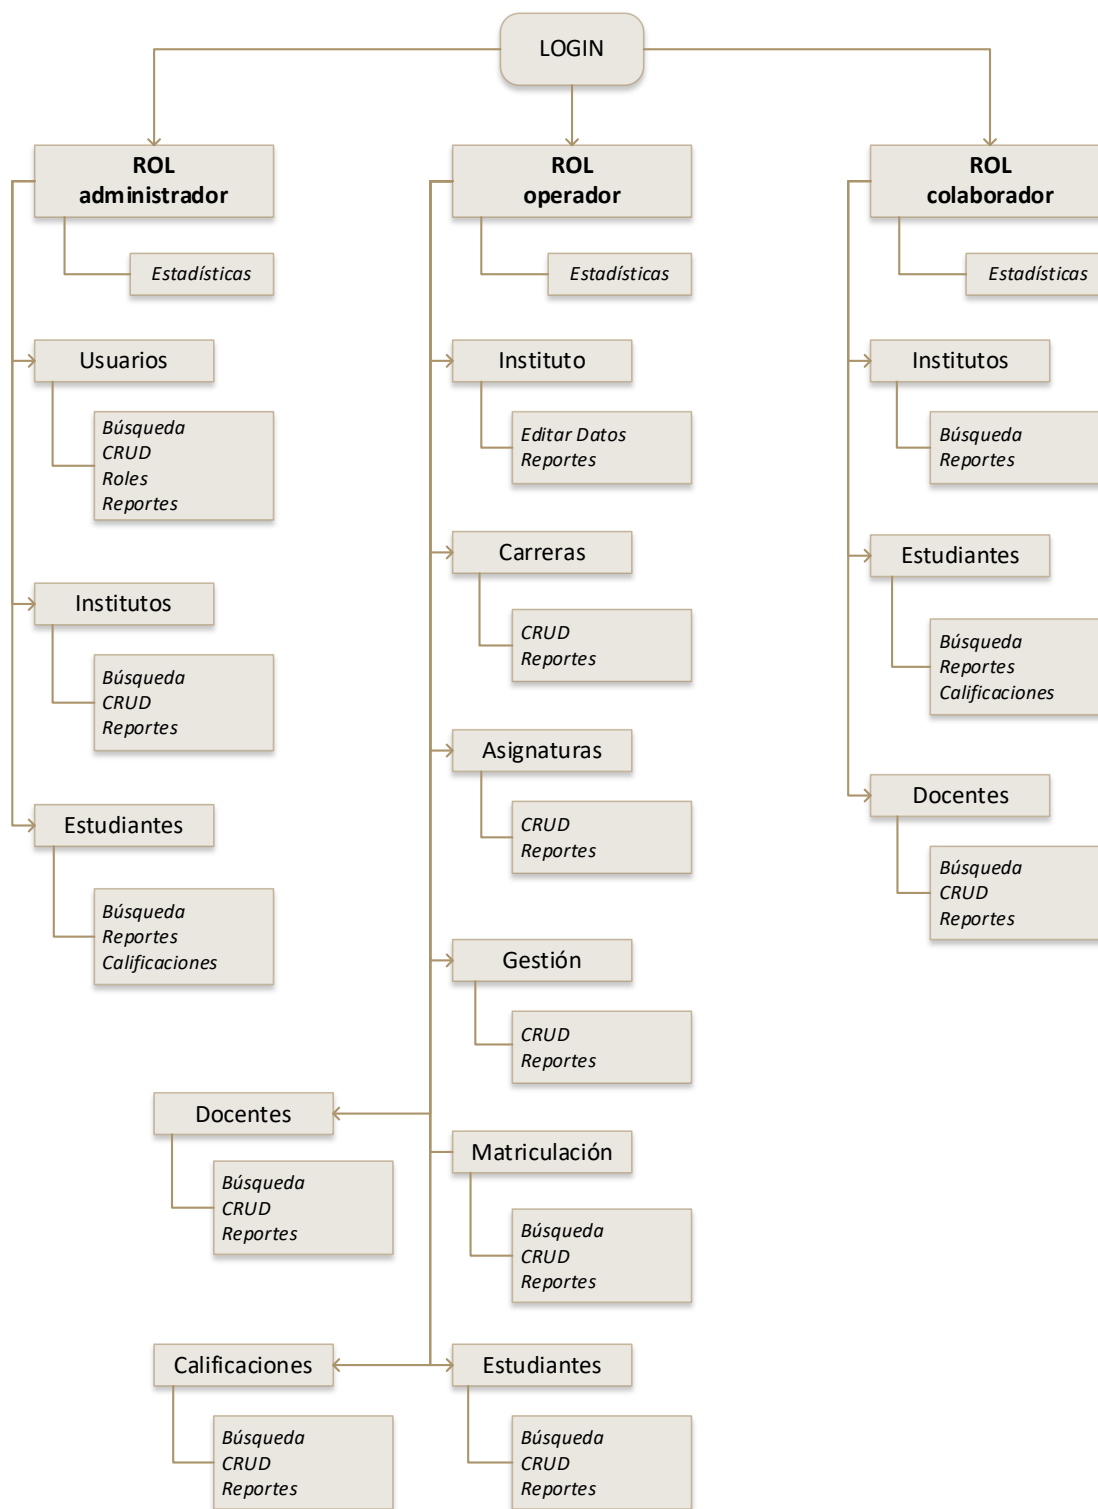 LOGIN
ROL
administrador
Estadísticas
Usuarios
Búsqueda
CRUD
Roles
Reportes
Institutos
Búsqueda
CRUD
Reportes
Estudiantes
Búsqueda
Reportes
Calificaciones
ROL
operador
Estadísticas
Instituto
Editar Datos
Reportes
Carreras
CRUD
Reportes
Asignaturas
CRUD
Reportes
Gestión
CRUD
Reportes
Docentes
Búsqueda
CRUD
Reportes
Matriculación
Búsqueda
CRUD
Reportes
Calificaciones
Búsqueda
CRUD
Reportes
Estudiantes
Búsqueda
CRUD
Reportes
ROL
colaborador
Estadísticas
Institutos
Búsqueda
Reportes
Estudiantes
Búsqueda
Reportes
Calificaciones
Docentes
Búsqueda
CRUD
Reportes